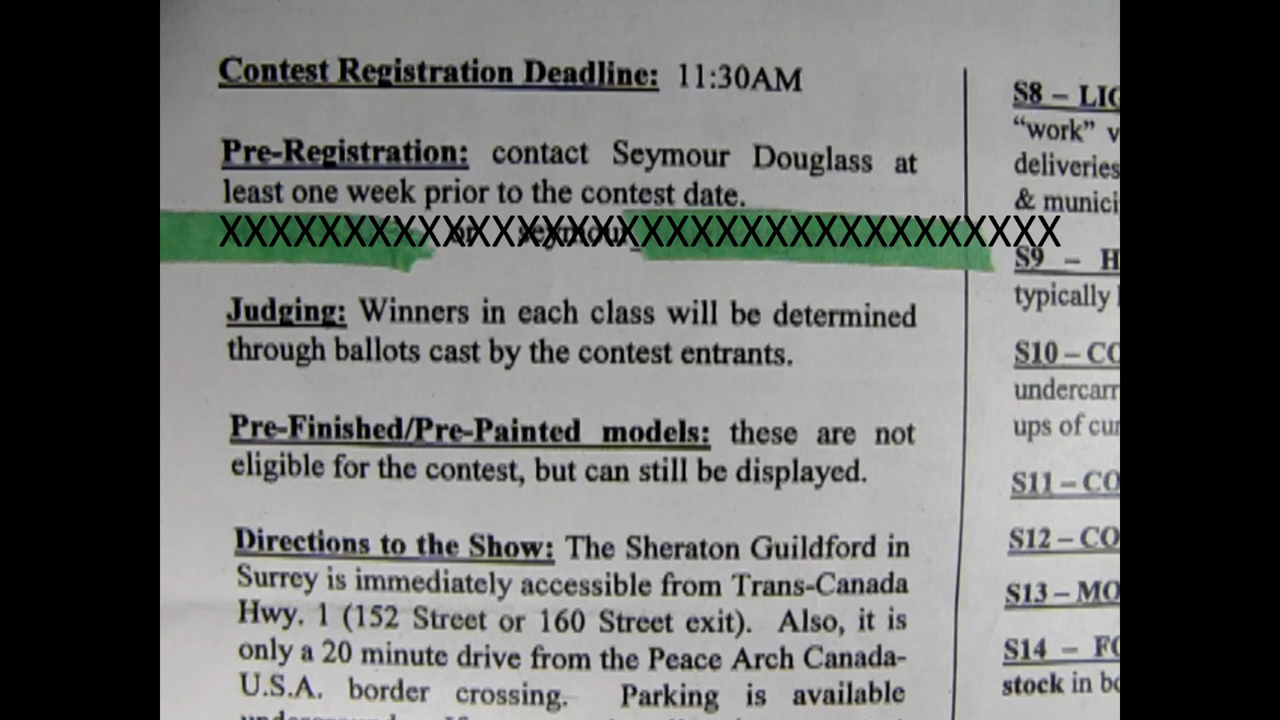 Contest Registration Deadline: 11:30AM
Pre-Registration: contact Seymour Douglass at
least one week prior to the contest date.
XXXXXXXXXXXXXXXXXXXXXXXXXXXXXXXXXX
or seymour_
Judging: Winners in each class will be determined
through ballots cast by the contest entrants.
Pre-Finished/Pre-Painted models: these are not
eligible for the contest, but can still be displayed.
Directions to the Show: The Sheraton Guildford in
Surrey is immediately accessible from Trans-Canada
Hwy. 1 (152 Street or 160 Street exit). Also, it is
only a 20 minute drive from the Peace Arch Canada-
U.S.A. border crossing. Parking is available
S8 – LIG
"work" v
deliveries
& munici
S9 – H
typically
S10 – CO
undercarr
ups of cur
S11 – CO
S12 – CO
S13 – MO
S14 – FO
stock in bo